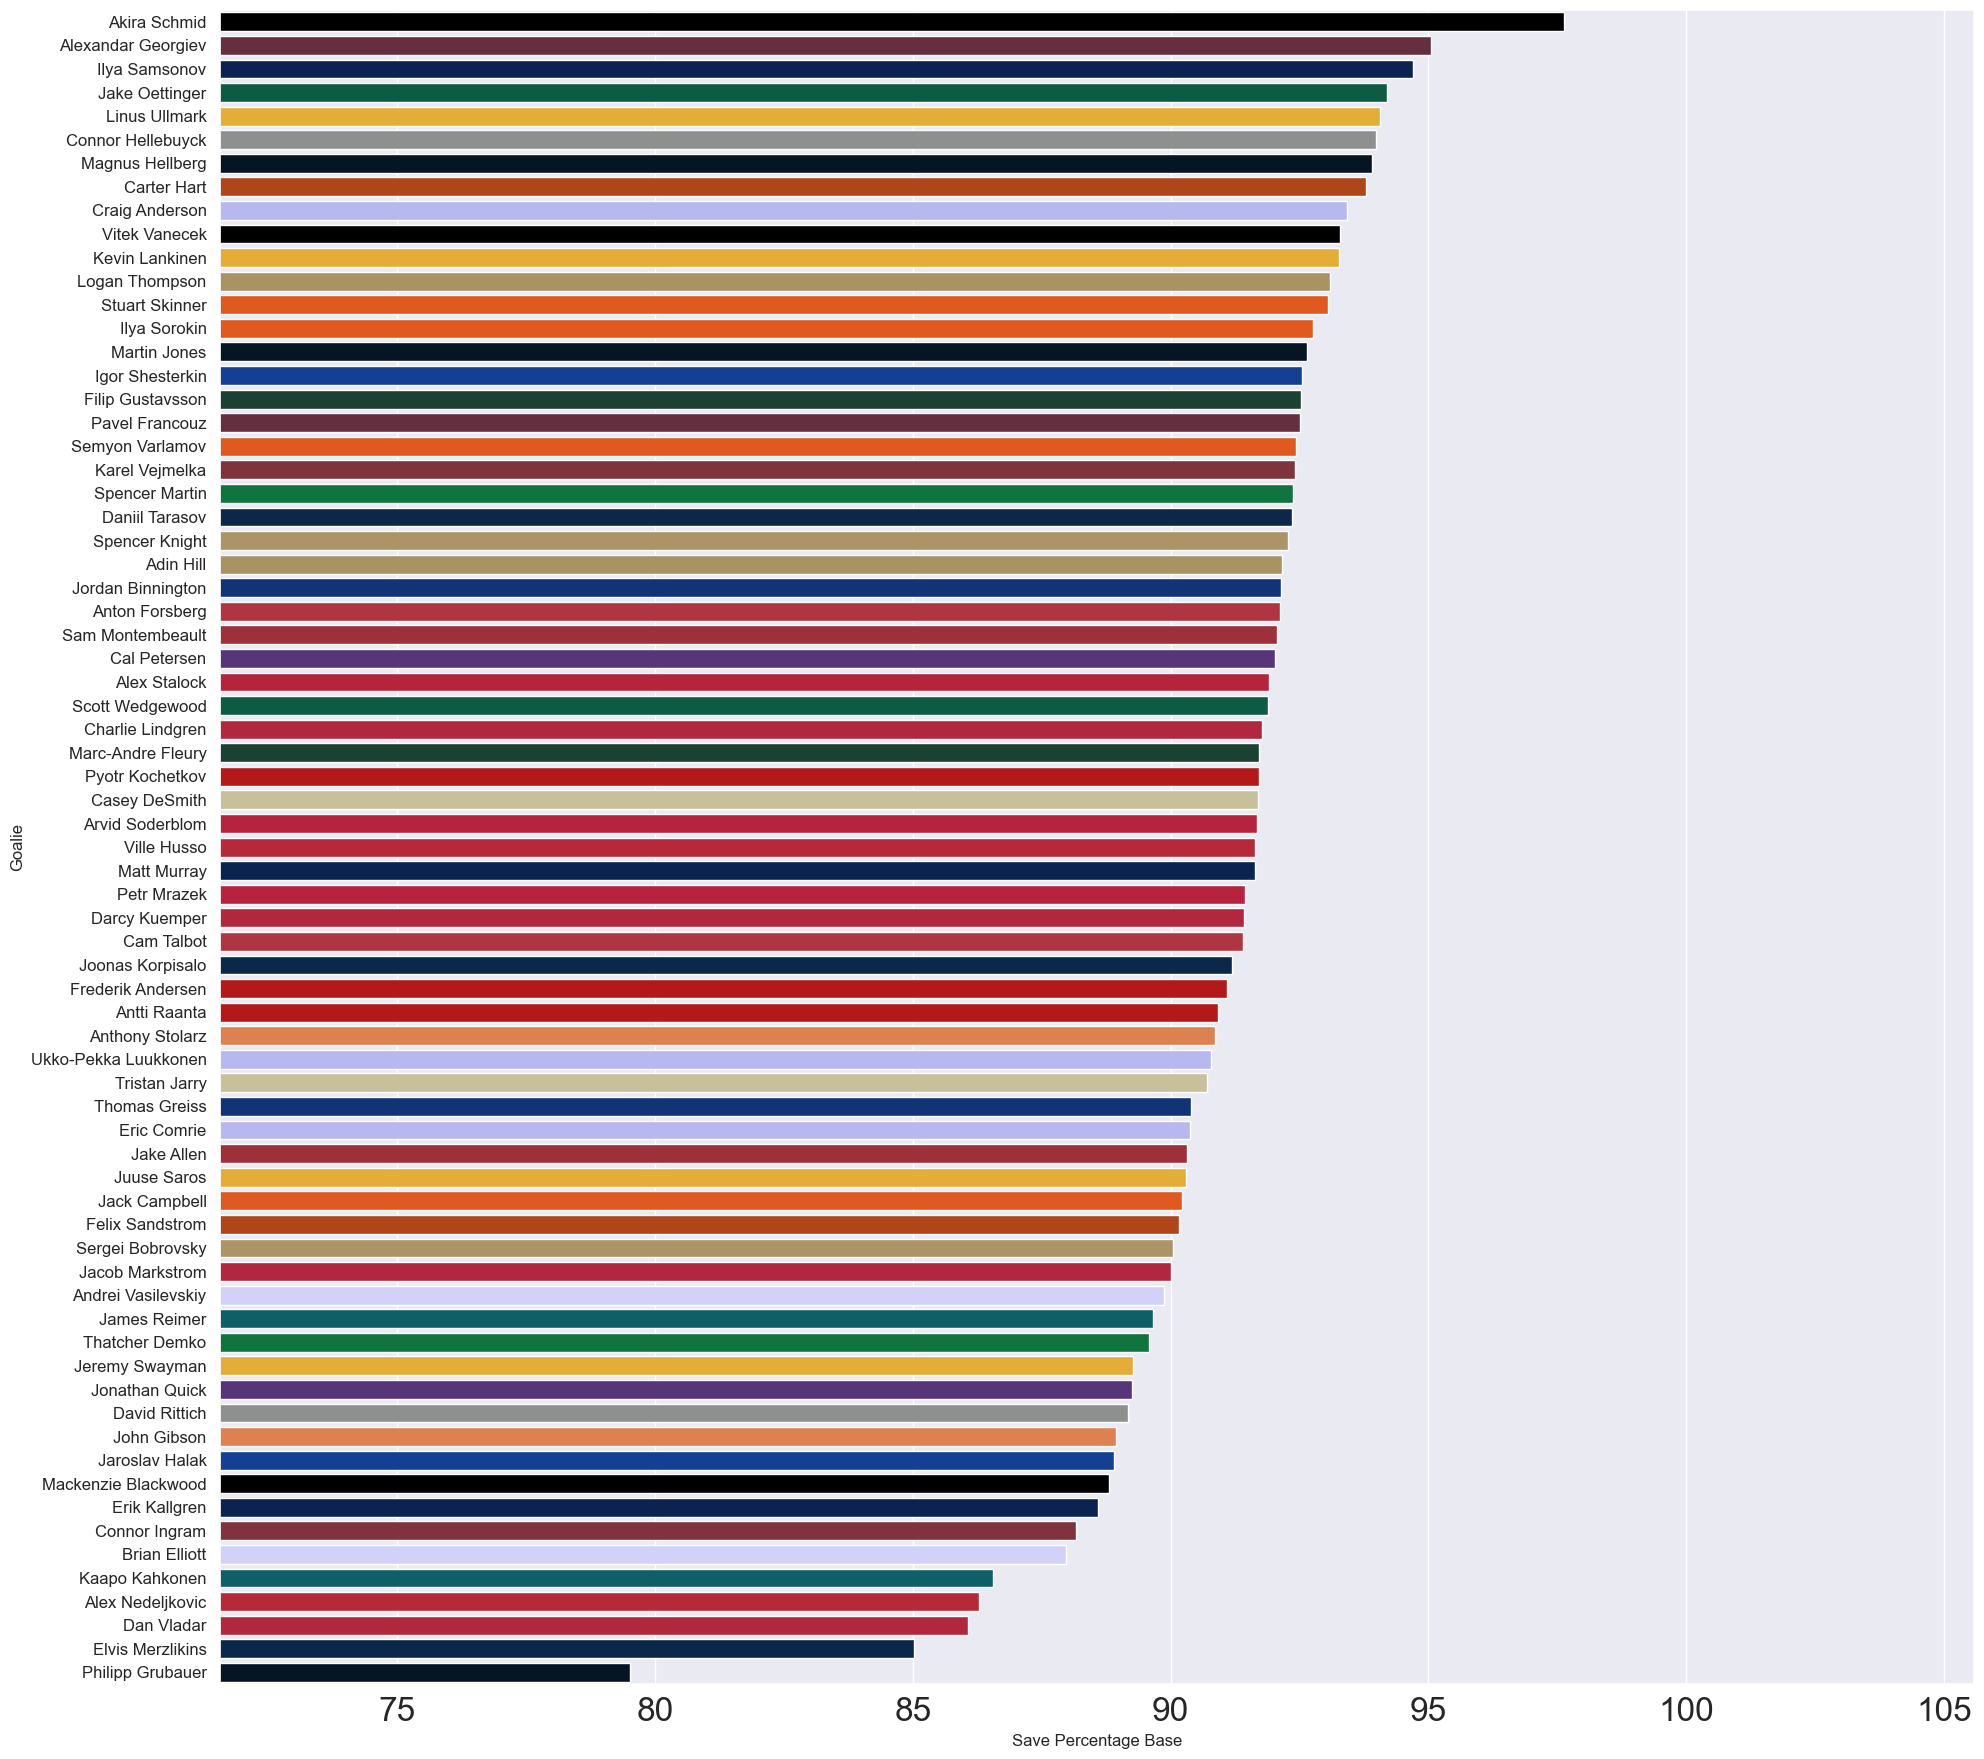 Akira Schmid
Alexandar Georgiev
Ilya Samsonov
Jake Oettinger
Linus Ullmark
Connor Hellebuyck
Magnus Hellberg
Carter Hart
Craig Anderson
Vitek Vanecek
Kevin Lankinen
Logan Thompson
Stuart Skinner
Ilya Sorokin
Martin Jones
Igor Shesterkin
Filip Gustavsson
Pavel Francouz
Semyon Varlamov
Karel Vejmelka
Spencer Martin
Daniil Tarasov
Spencer Knight
Adin Hill
Jordan Binnington
Anton Forsberg
Sam Montembeault
Cal Petersen
Alex Stalock
Scott Wedgewood
Charlie Lindgren
Marc-Andre Fleury
Pyotr Kochetkov
Casey DeSmith
Arvid Soderblom
Ville Husso
Matt Murray
Petr Mrazek
Darcy Kuemper
Cam Talbot
Joonas Korpisalo
Frederik Andersen
Antti Raanta
Anthony Stolarz
Ukko-Pekka Luukkonen
Tristan Jarry
Thomas Greiss
Eric Comrie
Jake Allen
Juuse Saros
Jack Campbell
Felix Sandstrom
Sergei Bobrovsky
Jacob Markstrom
Andrei Vasilevskiy
James Reimer
Thatcher Demko
Jeremy Swayman
Jonathan Quick
David Rittich
John Gibson
Jaroslav Halak
Mackenzie Blackwood
Erik Kallgren
Connor Ingram
Brian Elliott
Kaapo Kahkonen
Alex Nedeljkovic
Dan Vladar
Elvis Merzlikins
Philipp Grubauer
Goalie
75 80 85 90 95 100 105
Save Percentage Base